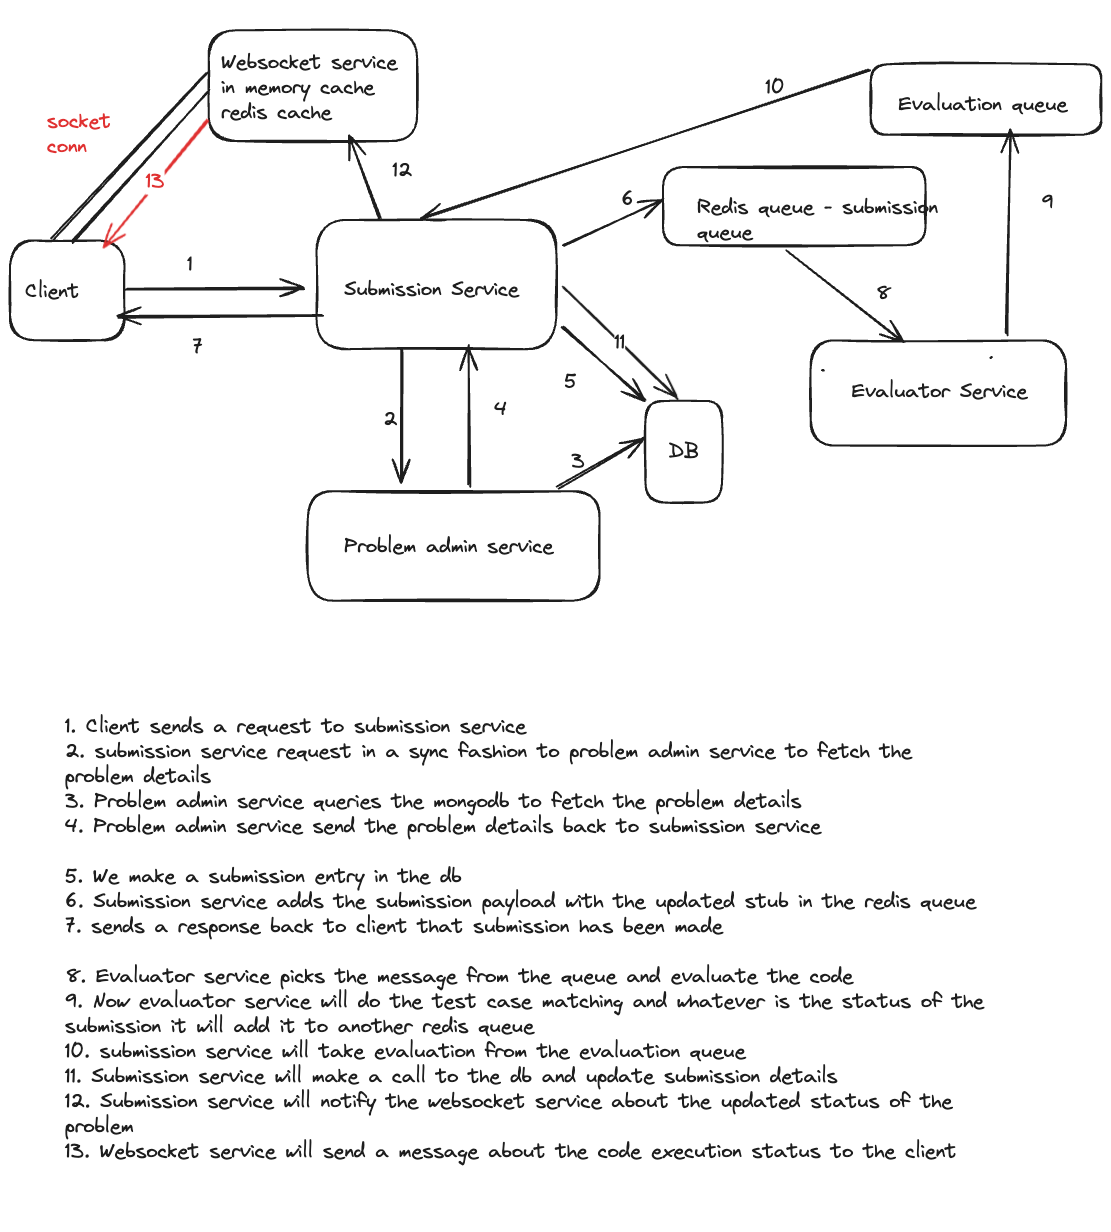 Websocket service
in memory cache
redis cache
10
Evaluation queue
socket
conn
12
13
6
Redis queue - submission
queue
9
1
Client
Submission Service
8
11
7
5
Evaluator Service
2
4
DB
3
Problem admin service
1. Client sends a request to submission service
2. submission service request in a sync fashion to problem admin service to fetch the
problem details
3. Problem admin service queries the mongodb to fetch the problem details
4. Problem admin service send the problem details back to submission service
5. We make a submission entry in the db
6. Submission service adds the submission payload with the updated stub in the redis queue
7. sends a response back to client that submission has been made
8. Evaluator service picks the message from the queue and evaluate the code
9. Now evaluator service will do the test case matching and whatever is the status of the
submission it will add it to another redis queue
10. submission service will take evaluation from the evaluation queue
11. Submission service will make a call to the db and update submission details
12. Submission service will notify the websocket service about the updated status of the
problem
13. Websocket service will send a message about the code execution status to the client